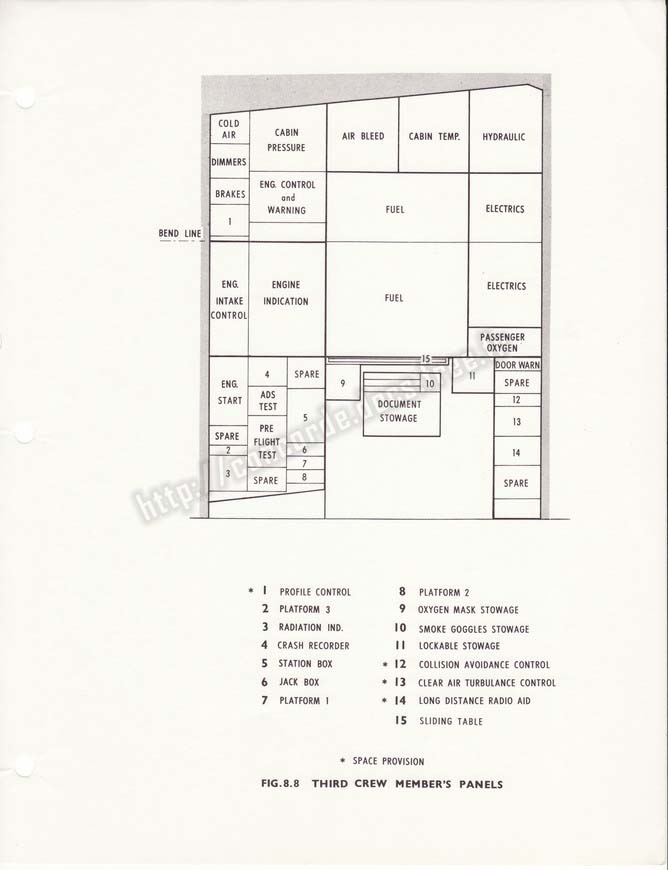 COLD
AIR
CABIN
PRESSURE
AIR BLEED
CABIN TEMP.
HYDRAULIC
DIMMERS
BRAKES
ENG. CONTROL
and
WARNING
FUEL
ELECTRICS
1
BEND LINE
ENG.
INTAKE
CONTROL
ENGINE
INDICATION
FUEL
ELECTRICS
PASSENGER
OXYGEN
15
DOOR WARN
ENG.
START
4
SPARE
9
10
11
SPARE
ADS
TEST
5
DOCUMENT
STOWAGE
12
13
SPARE
PRE
FLIGHT
TEST
2
6
14
3
7
SPARE
8
SPARE
http://concorde.
* 1 PROFILE CONTROL
2 PLATFORM 3
3 RADIATION IND.
4 CRASH RECORDER
5 STATION BOX
6 JACK BOX
7 PLATFORM 1
8 PLATFORM 2
9 OXYGEN MASK STOWAGE
10 SMOKE GOGGLES STOWAGE
11 LOCKABLE STOWAGE
* 12 COLLISION AVOIDANCE CONTROL
* 13 CLEAR AIR TURBULANCE CONTROL
* 14 LONG DISTANCE RADIO AID
15 SLIDING TABLE
* SPACE PROVISION
FIG.8.8 THIRD CREW MEMBER'S PANELS